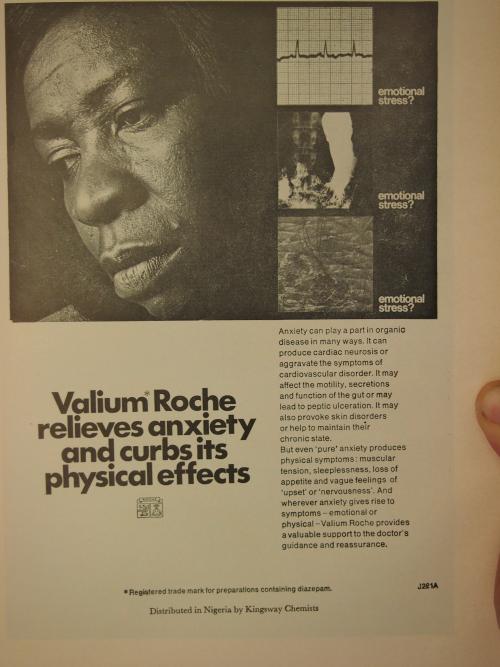 emotional
stress?
emotional
stress?
emotional
stress?
Anxiety can play a part in organic
disease in many ways. It can
produce cardiac neurosis or
aggravate the symptoms of
cardiovascular disorder. It may
affect the motility, secretions
and function of the gut or may
lead to peptic ulceration. It may
also provoke skin disorders
or help to maintain their
chronic state.
But even 'pure' anxiety produces
physical symptoms: muscular
tension, sleeplessness, loss of
appetite and vague feelings of
'upset' or 'nervousness'. And
wherever anxiety gives rise to
symptoms – emotional or
physical – Valium Roche provides
a valuable support to the doctor's
guidance and reassurance.
Valium* Roche
relieves anxiety
and curbs its
physical effects
* Registered trade mark for preparations containing diazepam.
J281A
Distributed in Nigeria by Kingsway Chemists